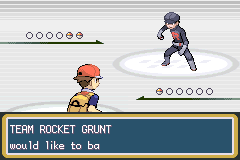 TEAM ROCKET GRUNT
would like to ba